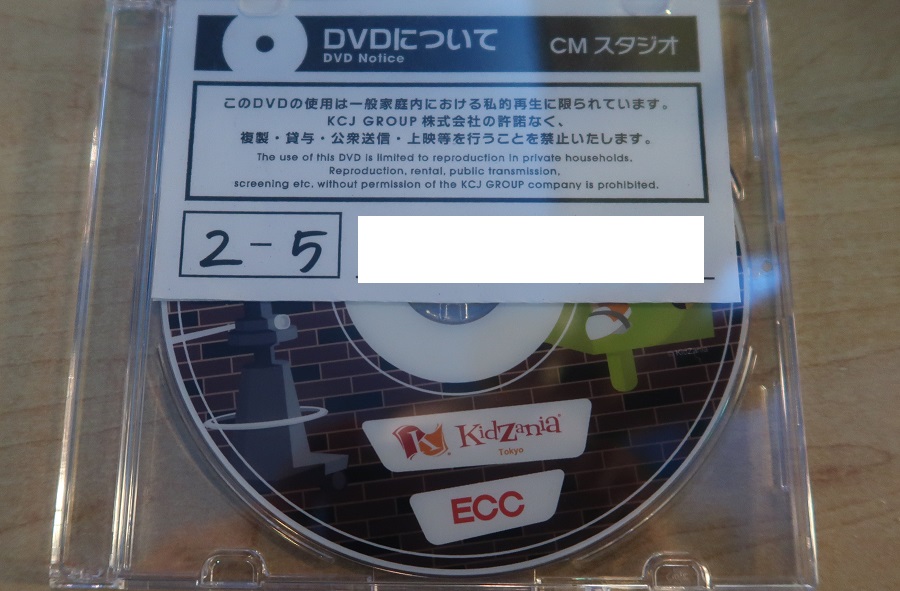 DVDについて
DVD Notice
CM スタジオ
このDVDの使用は一般家庭内における私的再生に限られています。
KCJ GROUP 株式会社の許諾なく、
複製・貸与・公衆送信・上映等を行うことを禁止いたします。
The use of this DVD is limited to reproduction in private households.
Reproduction, rental, public transmission,
screening etc. without permission of the KCJ GROUP company is prohibited.
2-5
© KidZania
K
KidZania
Tokyo
ECC